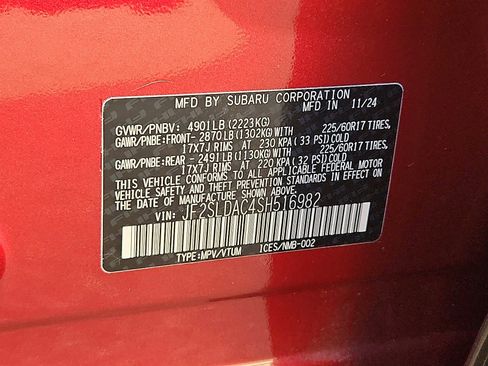 MFD BY SUBARU CORPORATION
MFD IN 11/24
GVWR/PNBV: 4901LB(2223KG)
GAWR/PNBE:FRONT- 2870LB(1302KG)WITH 225/60R17 TIRES,
17X7J RIMS AT 230 KPA (33 PSI)COLD
GAWR/PNBE:REAR - 2491LB(1130KG)WITH 225/60R17 TIRES,
17X7J RIMS AT 220 KPA(32 PSI)COLD
THIS VEHICLE CONFORMS TO ALL APPLICABLE FEDERAL MOTOR
VEHICLE SAFETY AND BUMPER STANDARDS IN EFFECT ON THE
DATE OF MANUFACTURE SHOWN ABOVE.
VIN: JF2SLDAC4SH516982
TYPE:MPV/VTUM ICES/NMB-002